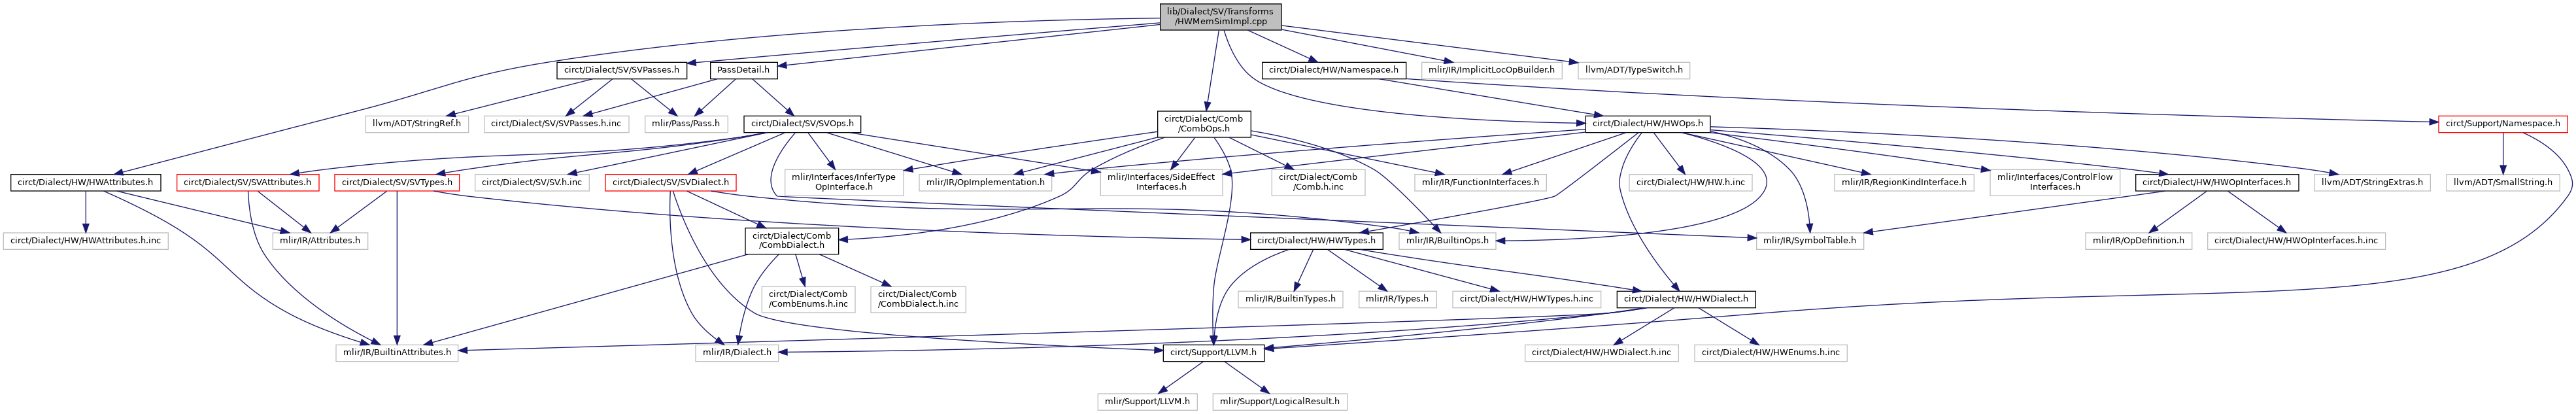 lib/Dialect/SV/Transforms
/HWMemSimImpl.cpp
circt/Dialect/SV/SVPasses.h
PassDetail.h
circt/Dialect/HW/Namespace.h
mlir/IR/ImplicitLocOpBuilder.h
llvm/ADT/TypeSwitch.h
llvm/ADT/StringRef.h
circt/Dialect/SV/SVPasses.h.inc
mlir/Pass/Pass.h
circt/Dialect/SV/SVOps.h
circt/Dialect/Comb
/CombOps.h
circt/Dialect/HW/HWOps.h
circt/Support/Namespace.h
circt/Dialect/HW/HWAttributes.h
circt/Dialect/SV/SVAttributes.h
circt/Dialect/SV/SVTypes.h
circt/Dialect/SV/SV.h.inc
circt/Dialect/SV/SVDialect.h
mlir/Interfaces/InferType
OpInterface.h
mlir/IR/OpImplementation.h
mlir/Interfaces/SideEffect
Interfaces.h
circt/Dialect/Comb
/Comb.h.inc
mlir/IR/FunctionInterfaces.h
circt/Dialect/HW/HW.h.inc
mlir/IR/RegionKindInterface.h
mlir/Interfaces/ControlFlow
Interfaces.h
circt/Dialect/HW/HWOpInterfaces.h
llvm/ADT/StringExtras.h
llvm/ADT/SmallString.h
circt/Dialect/HW/HWAttributes.h.inc
mlir/IR/Attributes.h
circt/Dialect/Comb
/CombDialect.h
circt/Dialect/HW/HWTypes.h
mlir/IR/BuiltinOps.h
mlir/IR/SymbolTable.h
mlir/IR/OpDefinition.h
circt/Dialect/HW/HWOpInterfaces.h.inc
circt/Dialect/Comb
/CombEnums.h.inc
circt/Dialect/Comb
/CombDialect.h.inc
mlir/IR/BuiltinTypes.h
mlir/IR/Types.h
circt/Dialect/HW/HWTypes.h.inc
circt/Dialect/HW/HWDialect.h
mlir/IR/BuiltinAttributes.h
mlir/IR/Dialect.h
circt/Support/LLVM.h
circt/Dialect/HW/HWDialect.h.inc
circt/Dialect/HW/HWEnums.h.inc
mlir/Support/LLVM.h
mlir/Support/LogicalResult.h